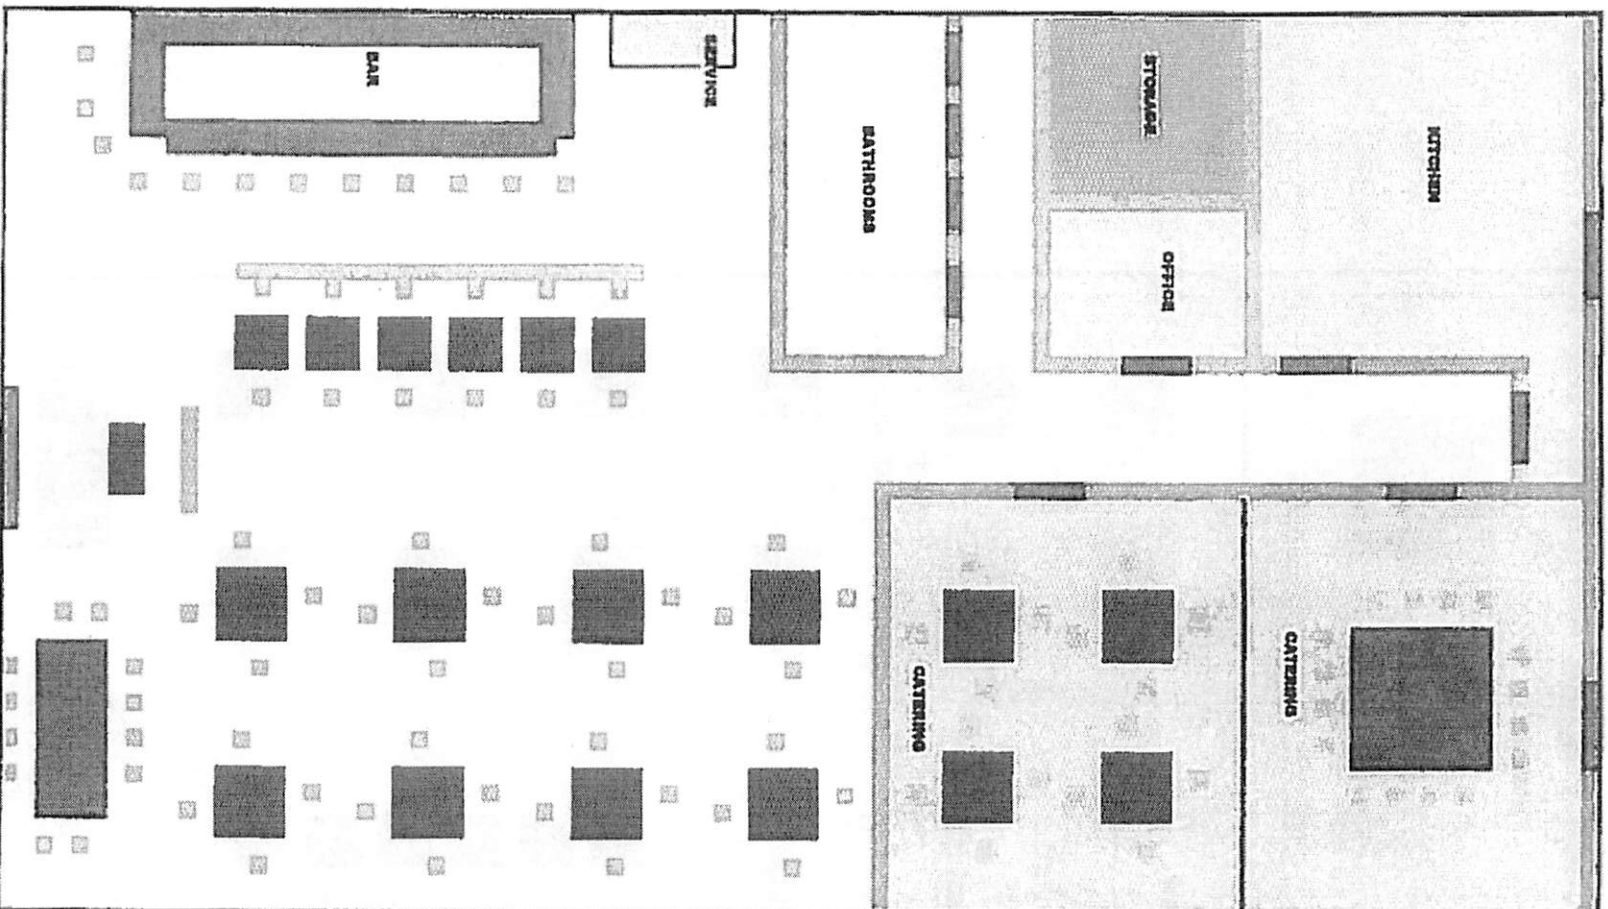 BAR
SERVICE
BATHROOMS
STORAGE
KITCHEN
OFFICE
CATERING
CATERING